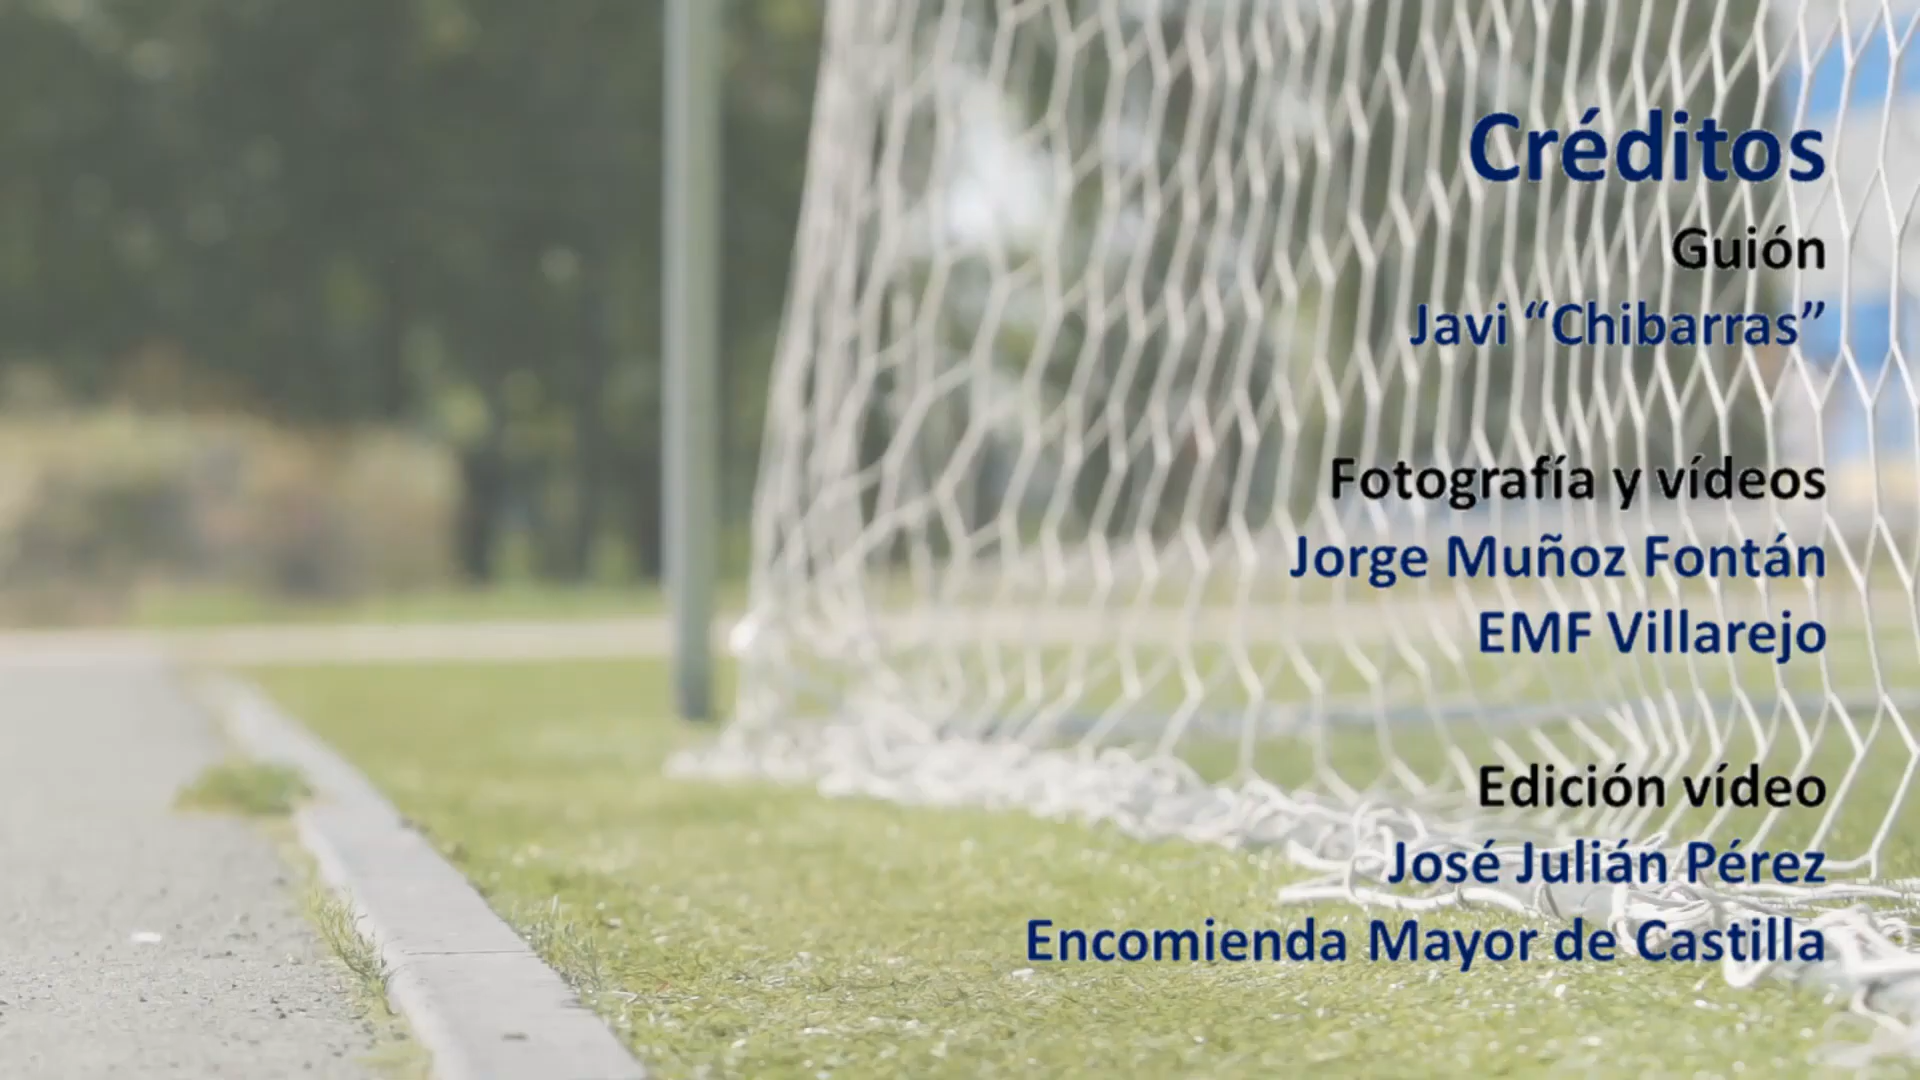 Créditos
Guión
Javi “Chibarras”
Fotografía y vídeos
Jorge Muñoz Fontán
EMF Villarejo
Edición vídeo
José Julián Pérez
Encomienda Mayor de Castilla